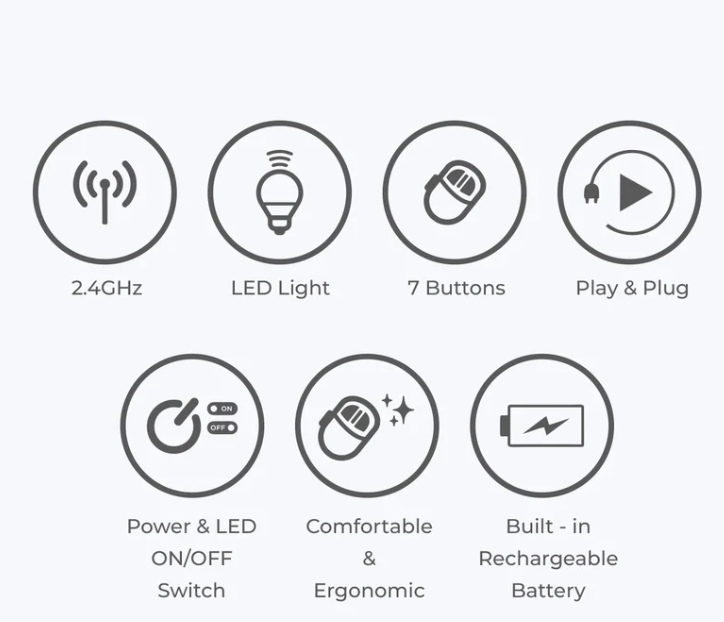 2.4GHz
LED Light
7 Buttons
Play & Plug
ON
OFF
Power & LED
ON/OFF
Switch
Comfortable
&
Ergonomic
Built - in
Rechargeable
Battery